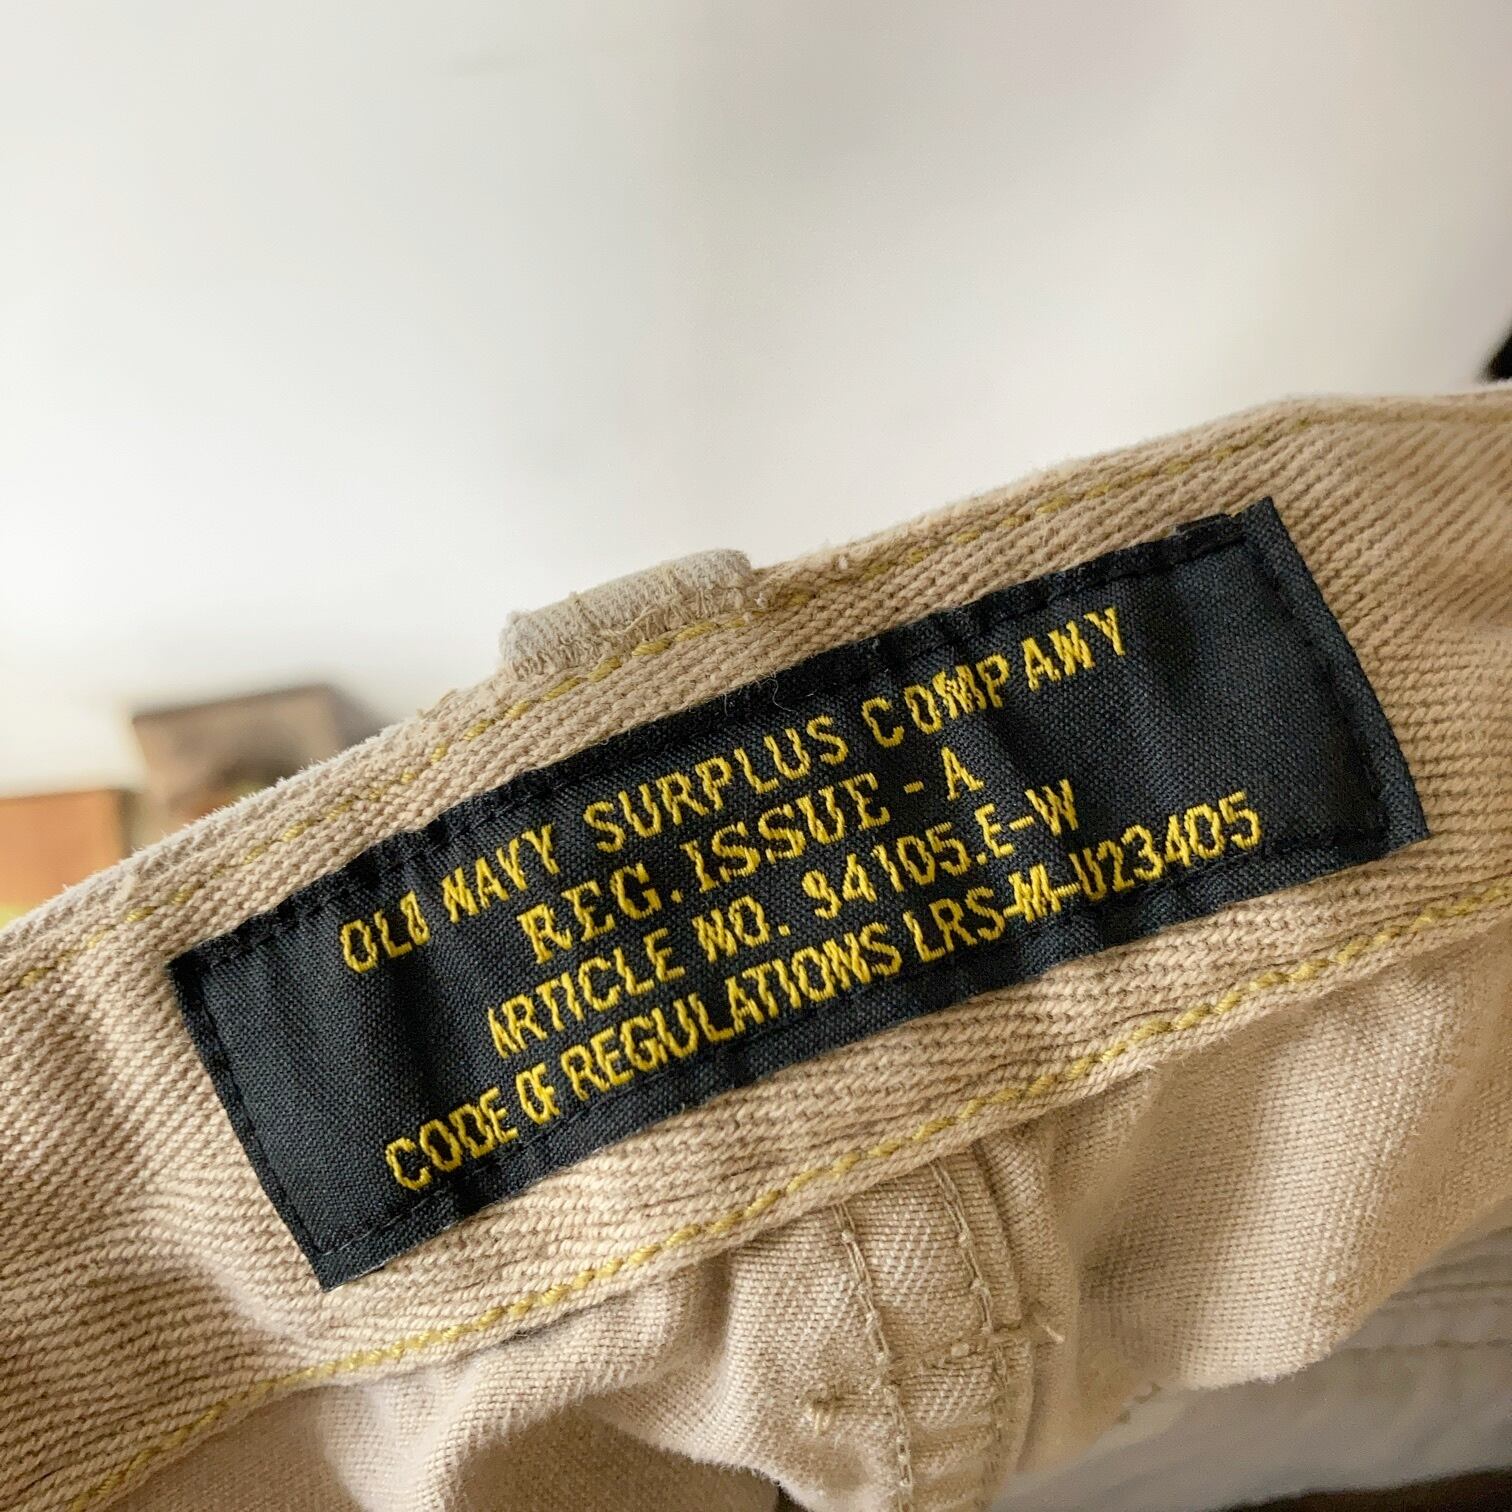 OLD NAVY SURPLUS COMPANY
REG. ISSUE - A
ARTICLE NO. 94105.E-W
CODE OF REGULATIONS LRS-M-U23405